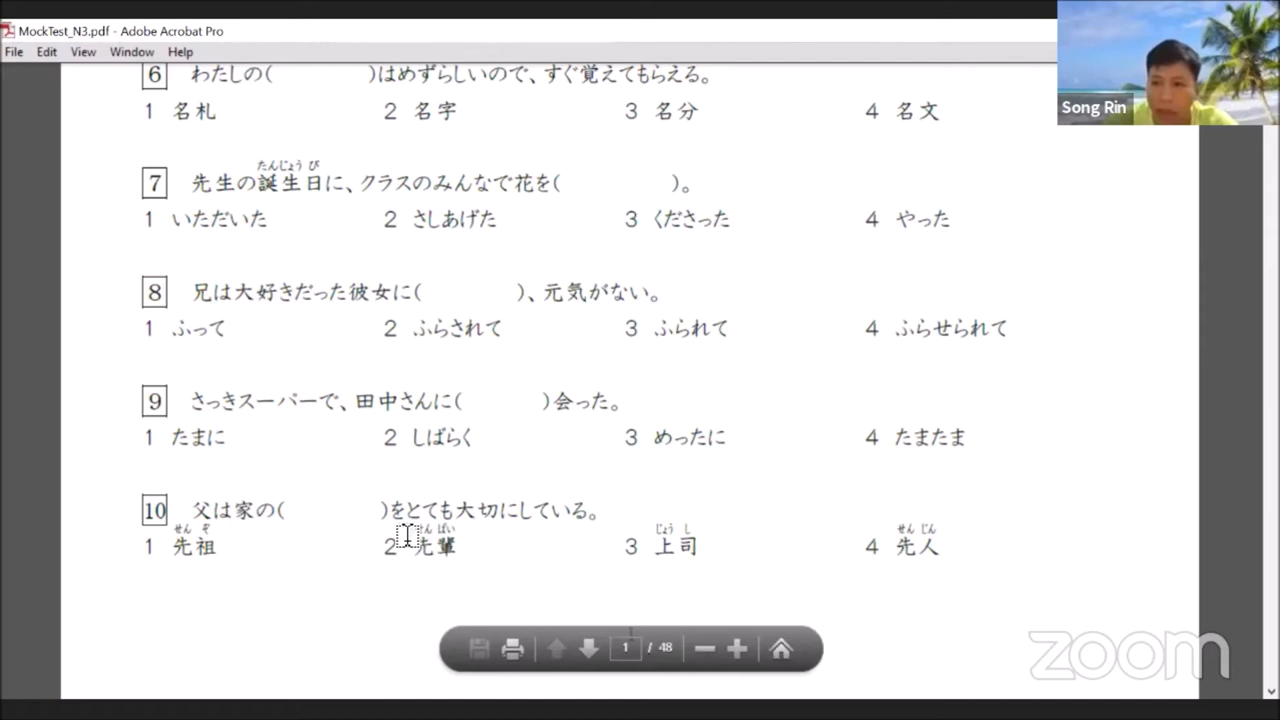 MockTest_N3.pdf - Adobe Acrobat Pro
File Edit View Window Help
Song Rin
6 わたしの( )はめずらしいので、すぐ覚えてもらえる。
1 名札 2 名字 3 名分 4 名文
たんじょう び
7 先生の誕生日に、クラスのみんなで花を( )。
1 いただいた 2 さしあげた 3 くださった 4 やった
8 兄は大好きだった彼女に( )、元気がない。
1 ふって 2 ふらされて 3 ふられて 4 ふらせられて
9 さっきスーパーで、田中さんに( )会った。
1 たまに 2 しばらく 3 めったに 4 たまたま
10 父は家の( )をとても大切にしている。
せん ぞ せん ぱい じょう し せん じん
1 先祖 2 先輩 3 上司 4 先人
1 / 48
zoom